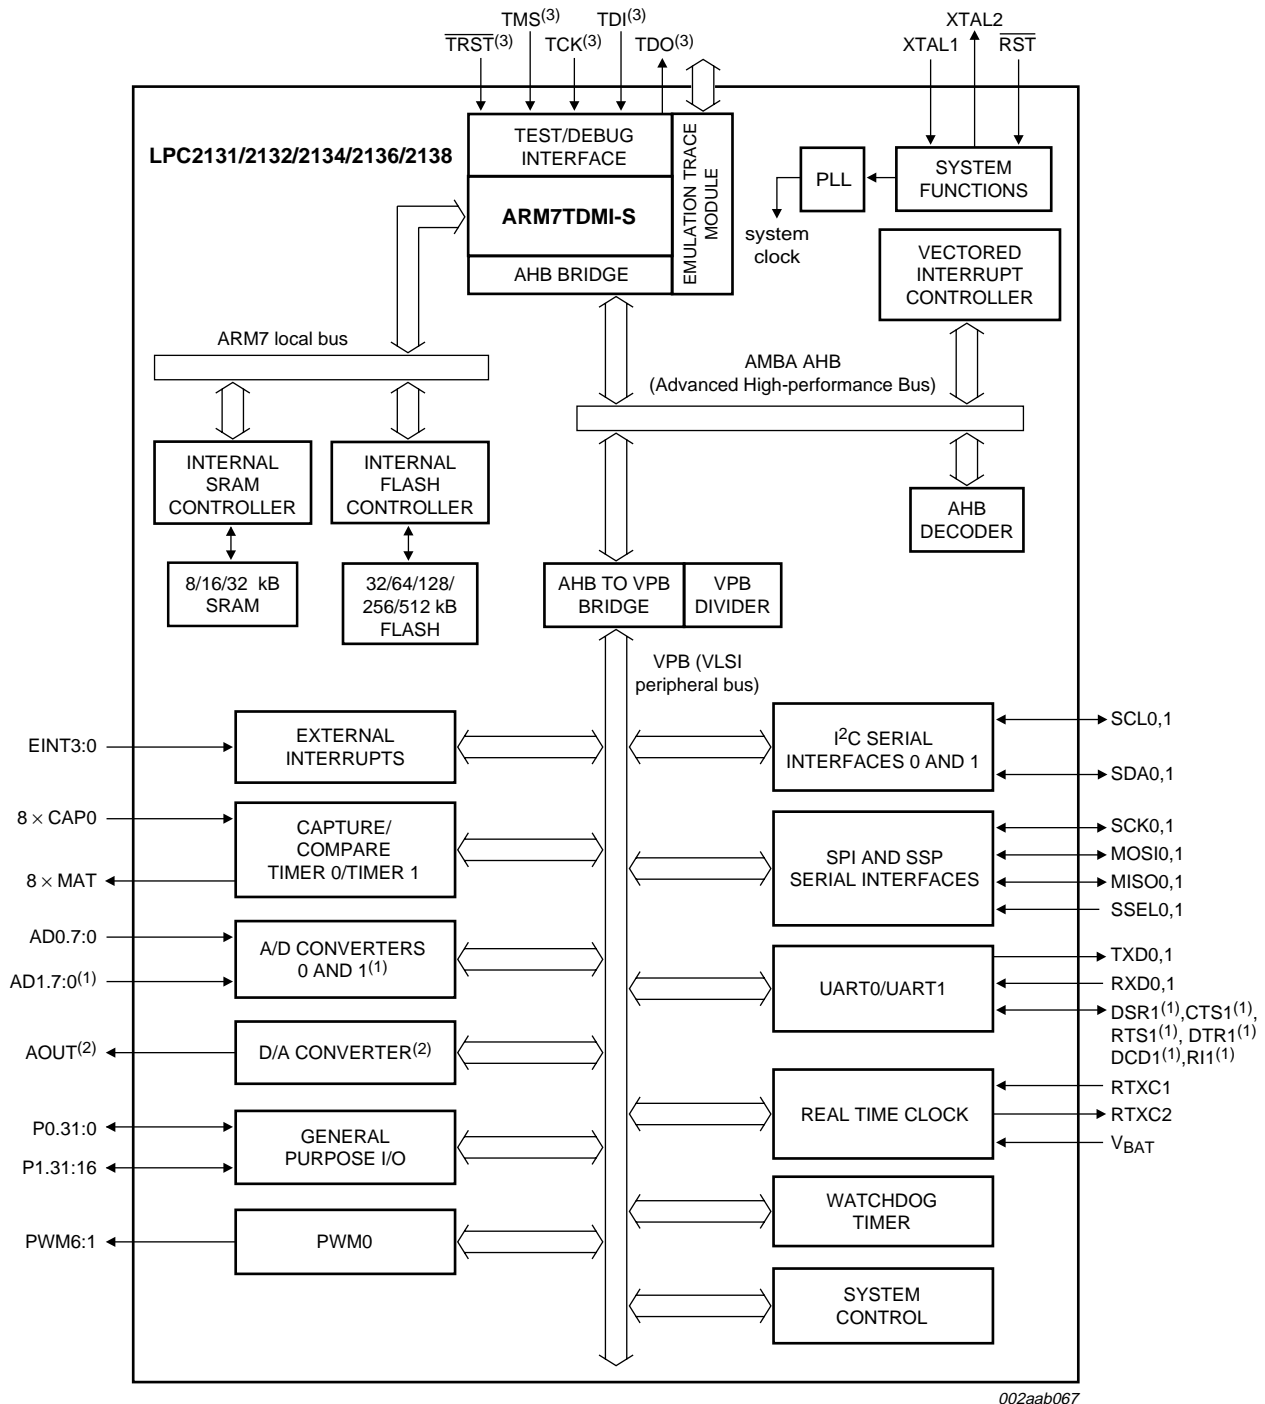 TMS(3)
TDI(3)
XTAL2
TRST(3)
TCK(3)
TDO(3)
XTAL1
RST
LPC2131/2132/2134/2136/2138
TEST/DEBUG
INTERFACE
ARM7TDMI-S
AHB BRIDGE
EMULATION TRACE
MODULE
PLL
SYSTEM
FUNCTIONS
system
clock
VECTORED
INTERRUPT
CONTROLLER
ARM7 local bus
AMBA AHB
(Advanced High-performance Bus)
INTERNAL
SRAM
CONTROLLER
INTERNAL
FLASH
CONTROLLER
AHB
DECODER
8/16/32 kB
SRAM
32/64/128/
256/512 kB
FLASH
AHB TO VPB
BRIDGE
VPB
DIVIDER
VPB (VLSI
peripheral bus)
EINT3:0
EXTERNAL
INTERRUPTS
I2C SERIAL
INTERFACES 0 AND 1
SCL0,1
SDA0,1
8 × CAP0
8 × MAT
CAPTURE/
COMPARE
TIMER 0/TIMER 1
SPI AND SSP
SERIAL INTERFACES
SCK0,1
MOSI0,1
MISO0,1
SSEL0,1
AD0.7:0
AD1.7:0(1)
A/D CONVERTERS
0 AND 1(1)
UART0/UART1
TXD0,1
RXD0,1
DSR1(1),CTS1(1),
RTS1(1), DTR1(1)
DCD1(1),RI1(1)
AOUT(2)
D/A CONVERTER(2)
REAL TIME CLOCK
RTXC1
RTXC2
VBAT
P0.31:0
P1.31:16
GENERAL
PURPOSE I/O
WATCHDOG
TIMER
PWM6:1
PWM0
SYSTEM
CONTROL
002aab067